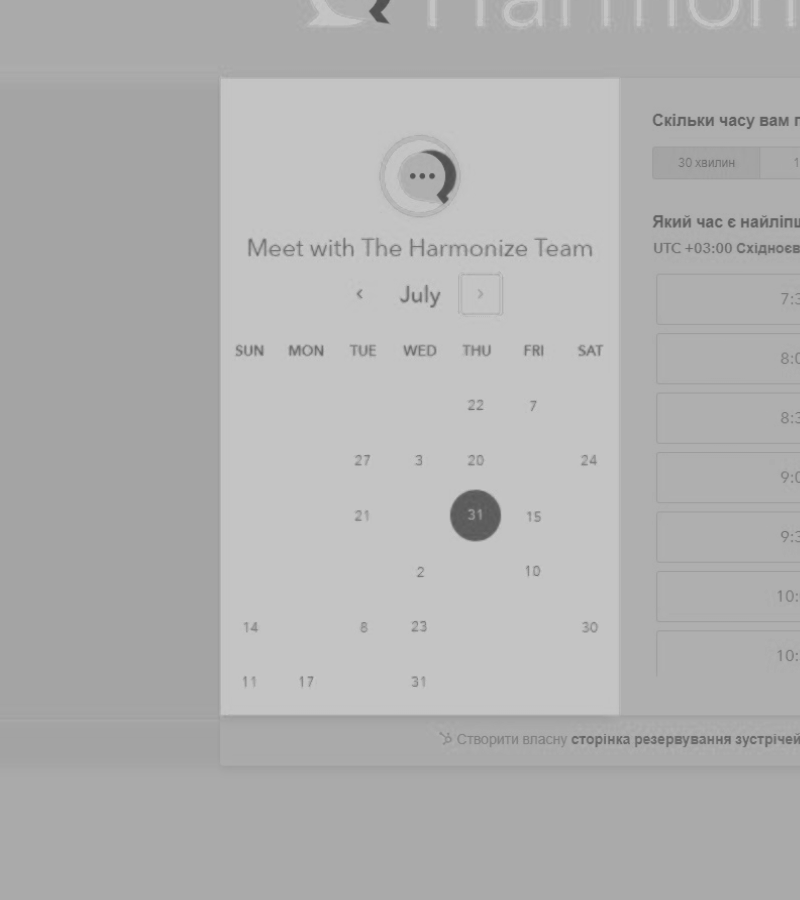 Harmon
Meet with The Harmonize Team
July
SUN MON TUE WED THU FRI SAT
22 7
27 3 20 24
21 31 15
2 10
14 8 23 30
11 17 31
Скільки часу вам
30 хвилин 1
Який час є
UTC +03:00
7:3
8:0
8:3
9:0
9:3
10:
10:
Створити власну сторінка резервування зустрічей